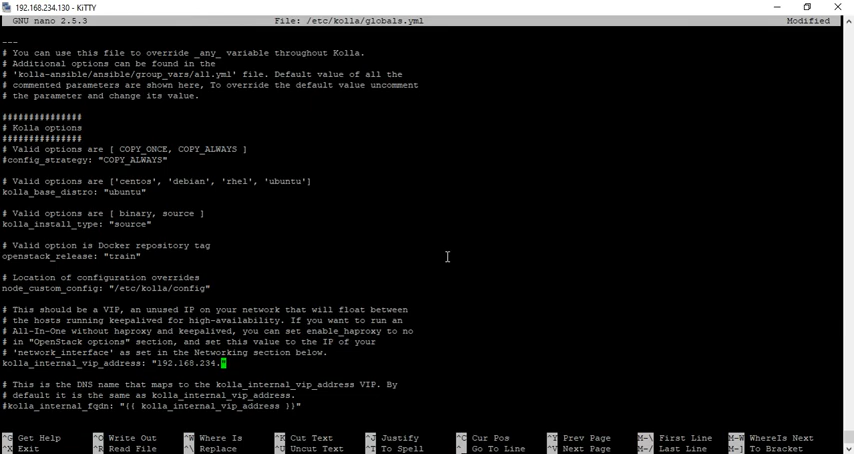 192.168.234.130 - KiTTY
GNU nano 2.5.3 File: /etc/kolla/globals.yml Modified
---
# You can use this file to override _any_ variable throughout Kolla.
# Additional options can be found in the
# 'kolla-ansible/ansible/group_vars/all.yml' file. Default value of all the
# commented parameters are shown here, To override the default value uncomment
# the parameter and change its value.
###############
# Kolla options
###############
# Valid options are [ COPY_ONCE, COPY_ALWAYS ]
#config_strategy: "COPY_ALWAYS"
# Valid options are ['centos', 'debian', 'rhel', 'ubuntu']
kolla_base_distro: "ubuntu"
# Valid options are [ binary, source ]
kolla_install_type: "source"
# Valid option is Docker repository tag
openstack_release: "train"
# Location of configuration overrides
node_custom_config: "/etc/kolla/config"
# This should be a VIP, an unused IP on your network that will float between
# the hosts running keepalived for high-availability. If you want to run an
# All-In-One without haproxy and keepalived, you can set enable_haproxy to no
# in "OpenStack options" section, and set this value to the IP of your
# 'network_interface' as set in the Networking section below.
kolla_internal_vip_address: "192.168.234."
# This is the DNS name that maps to the kolla_internal_vip_address VIP. By
# default it is the same as kolla_internal_vip_address.
#kolla_internal_fqdn: "{{ kolla_internal_vip_address }}"
^G Get Help ^O Write Out ^W Where Is ^K Cut Text ^J Justify ^C Cur Pos ^Y Prev Page M-\ First Line M-W WhereIs Next
^X Exit ^R Read File ^\ Replace ^U Uncut Text ^T To Spell ^_ Go To Line ^V Next Page M-/ Last Line M-] To Bracket